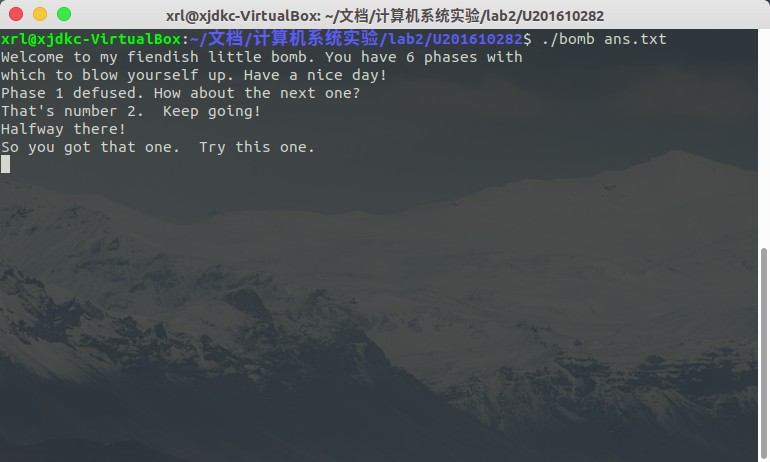 xrl@xjdkc-VirtualBox: ~/文档/计算机系统实验/lab2/U201610282
xrl@xjdkc-VirtualBox:~/文档/计算机系统实验/lab2/U201610282$ ./bomb ans.txt
Welcome to my fiendish little bomb. You have 6 phases with
which to blow yourself up. Have a nice day!
Phase 1 defused. How about the next one?
That's number 2.  Keep going!
Halfway there!
So you got that one.  Try this one.